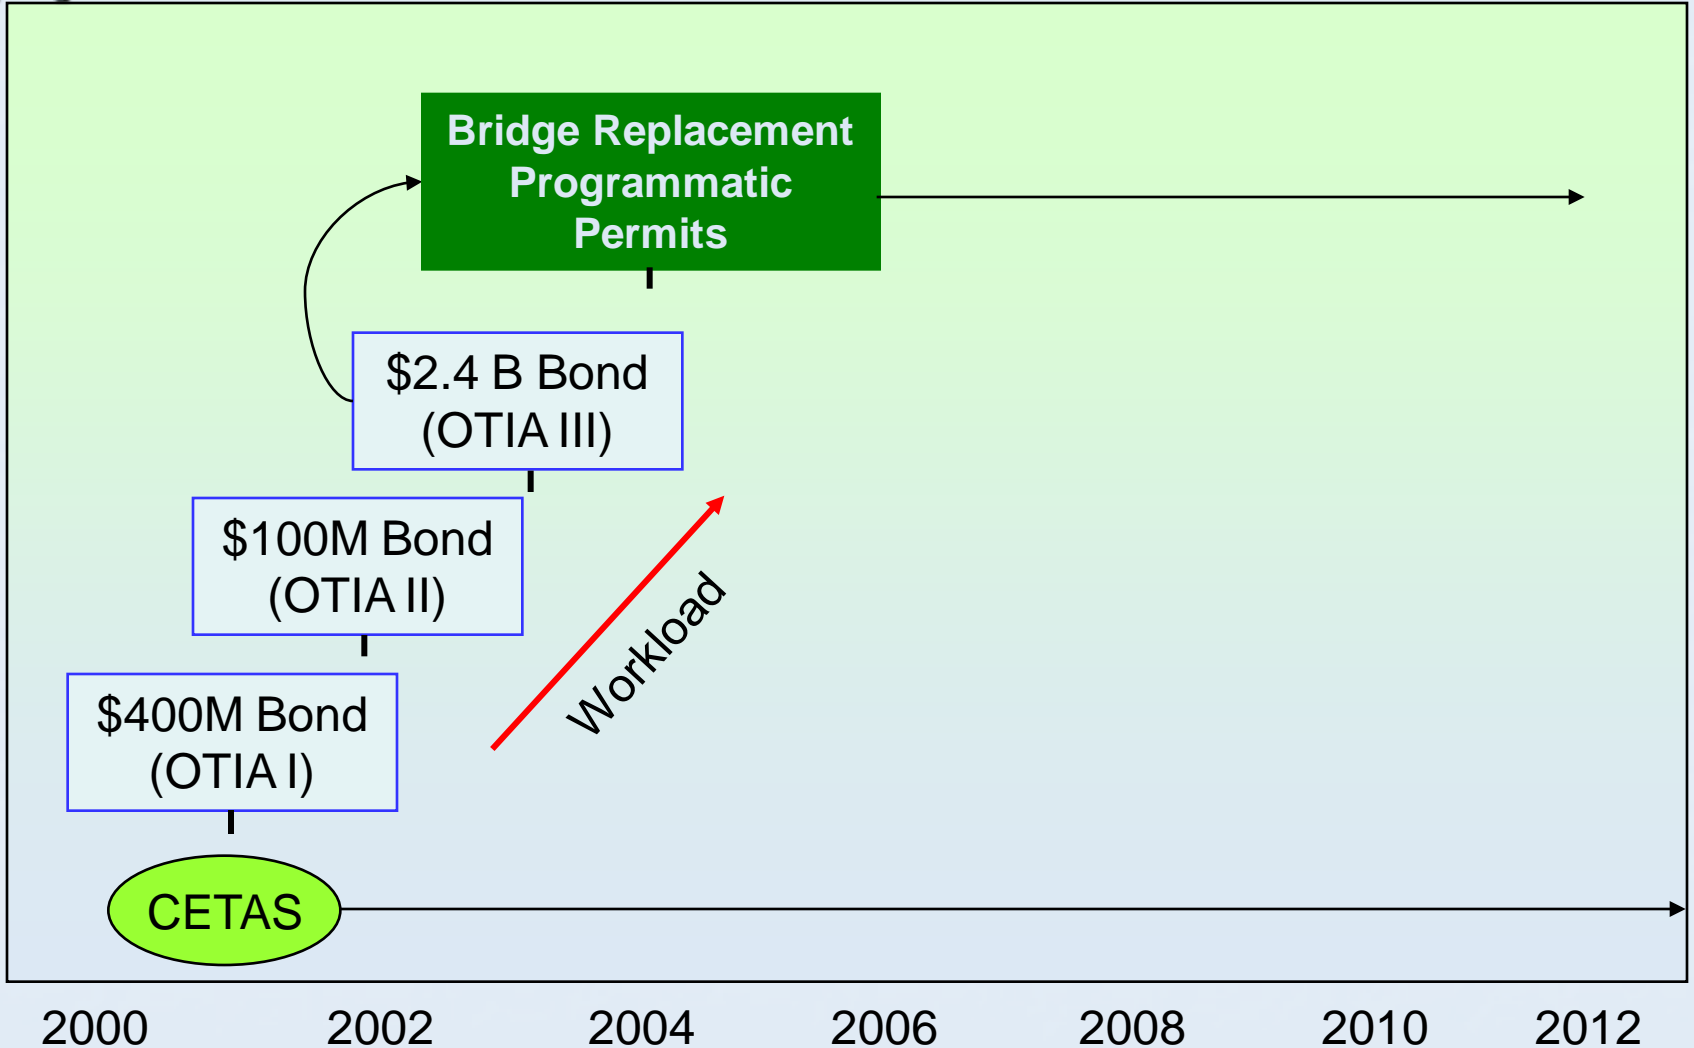 Bridge Replacement
Programmatic
Permits
$2.4 B Bond
(OTIA III)
$100M Bond
(OTIA II)
Workload
$400M Bond
(OTIA I)
CETAS
2000 2002 2004 2006 2008 2010 2012